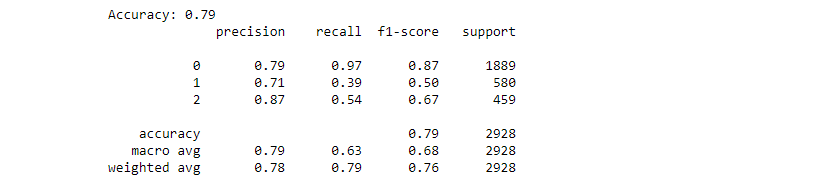 Accuracy: 0.79
precision recall f1-score support
0 0.79 0.97 0.87 1889
1 0.71 0.39 0.50 580
2 0.87 0.54 0.67 459
accuracy 0.79 2928
macro avg 0.79 0.63 0.68 2928
weighted avg 0.78 0.79 0.76 2928